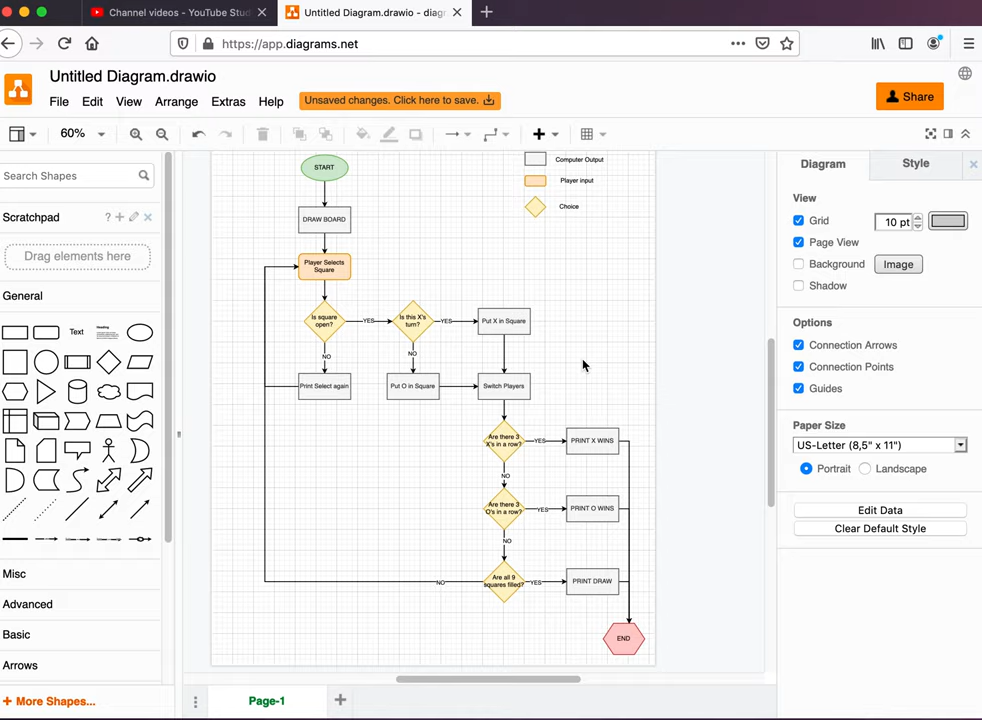 Channel videos - YouTube Stud
Untitled Diagram.drawio - diag
https://app.diagrams.net
Untitled Diagram.drawio
File Edit View Arrange Extras Help
Unsaved changes. Click here to save.
Share
60%
Search Shapes
Scratchpad
?
Drag elements here
General
Text
Heading
Misc
Advanced
Basic
Arrows
+ More Shapes...
START
DRAW BOARD
Player Selects
Square
Is square
open?
YES
Is this X's
turn?
YES
Put X in Square
NO
NO
Print Select again
Put O in Square
Switch Players
Are there 3
X's in a row?
YES
PRINT X WINS
NO
Are there 3
O's in a row?
YES
PRINT O WINS
NO
Are all 9
squares filled?
YES
PRINT DRAW
NO
END
Computer Output
Player input
Choice
Page-1
Diagram
Style
View
Grid
10 pt
Page View
Background
Image
Shadow
Options
Connection Arrows
Connection Points
Guides
Paper Size
US-Letter (8,5" x 11")
Portrait
Landscape
Edit Data
Clear Default Style